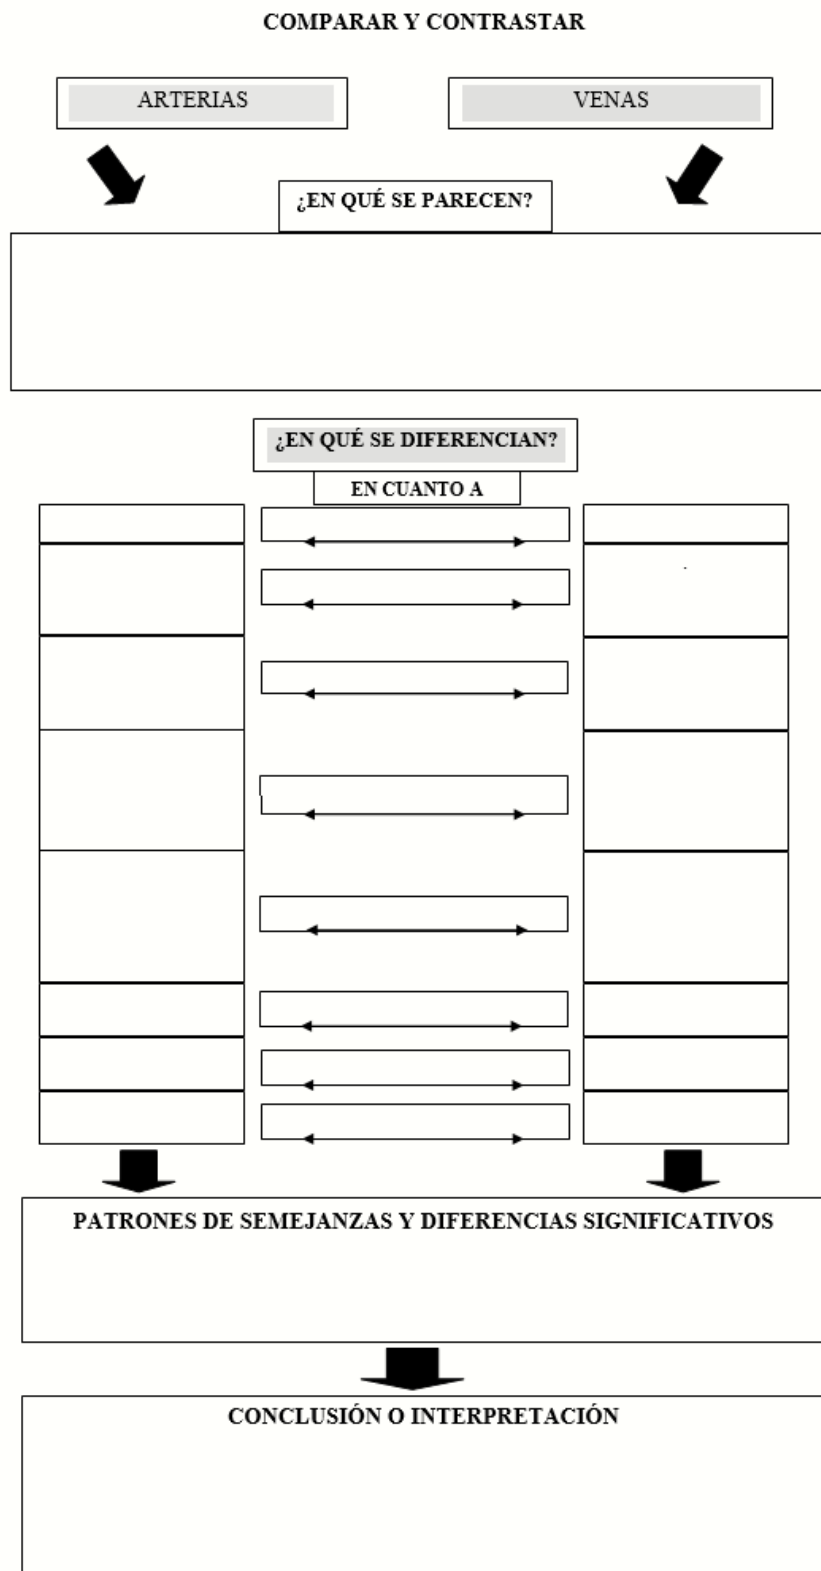 COMPARAR Y CONTRASTAR
ARTERIAS
VENAS
¿EN QUÉ SE PARECEN?
¿EN QUÉ SE DIFERENCIAN?
EN CUANTO A
PATRONES DE SEMEJANZAS Y DIFERENCIAS SIGNIFICATIVOS
CONCLUSIÓN O INTERPRETACIÓN